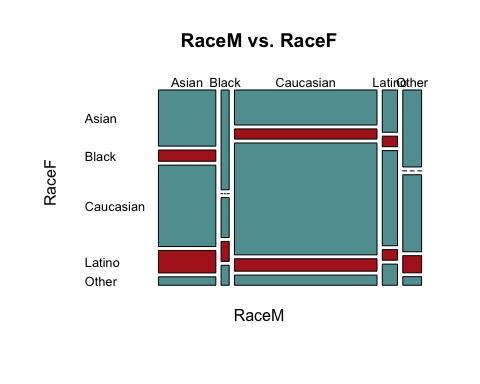 RaceM vs. RaceF
Asian Black Caucasian Latino Other
Asian
Black
Caucasian
Latino
Other
RaceF
RaceM